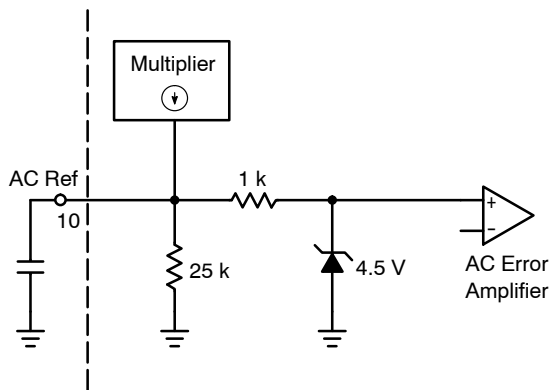 Multiplier
AC Ref
10
1 k
25 k
4.5 V
+
−
AC Error
Amplifier